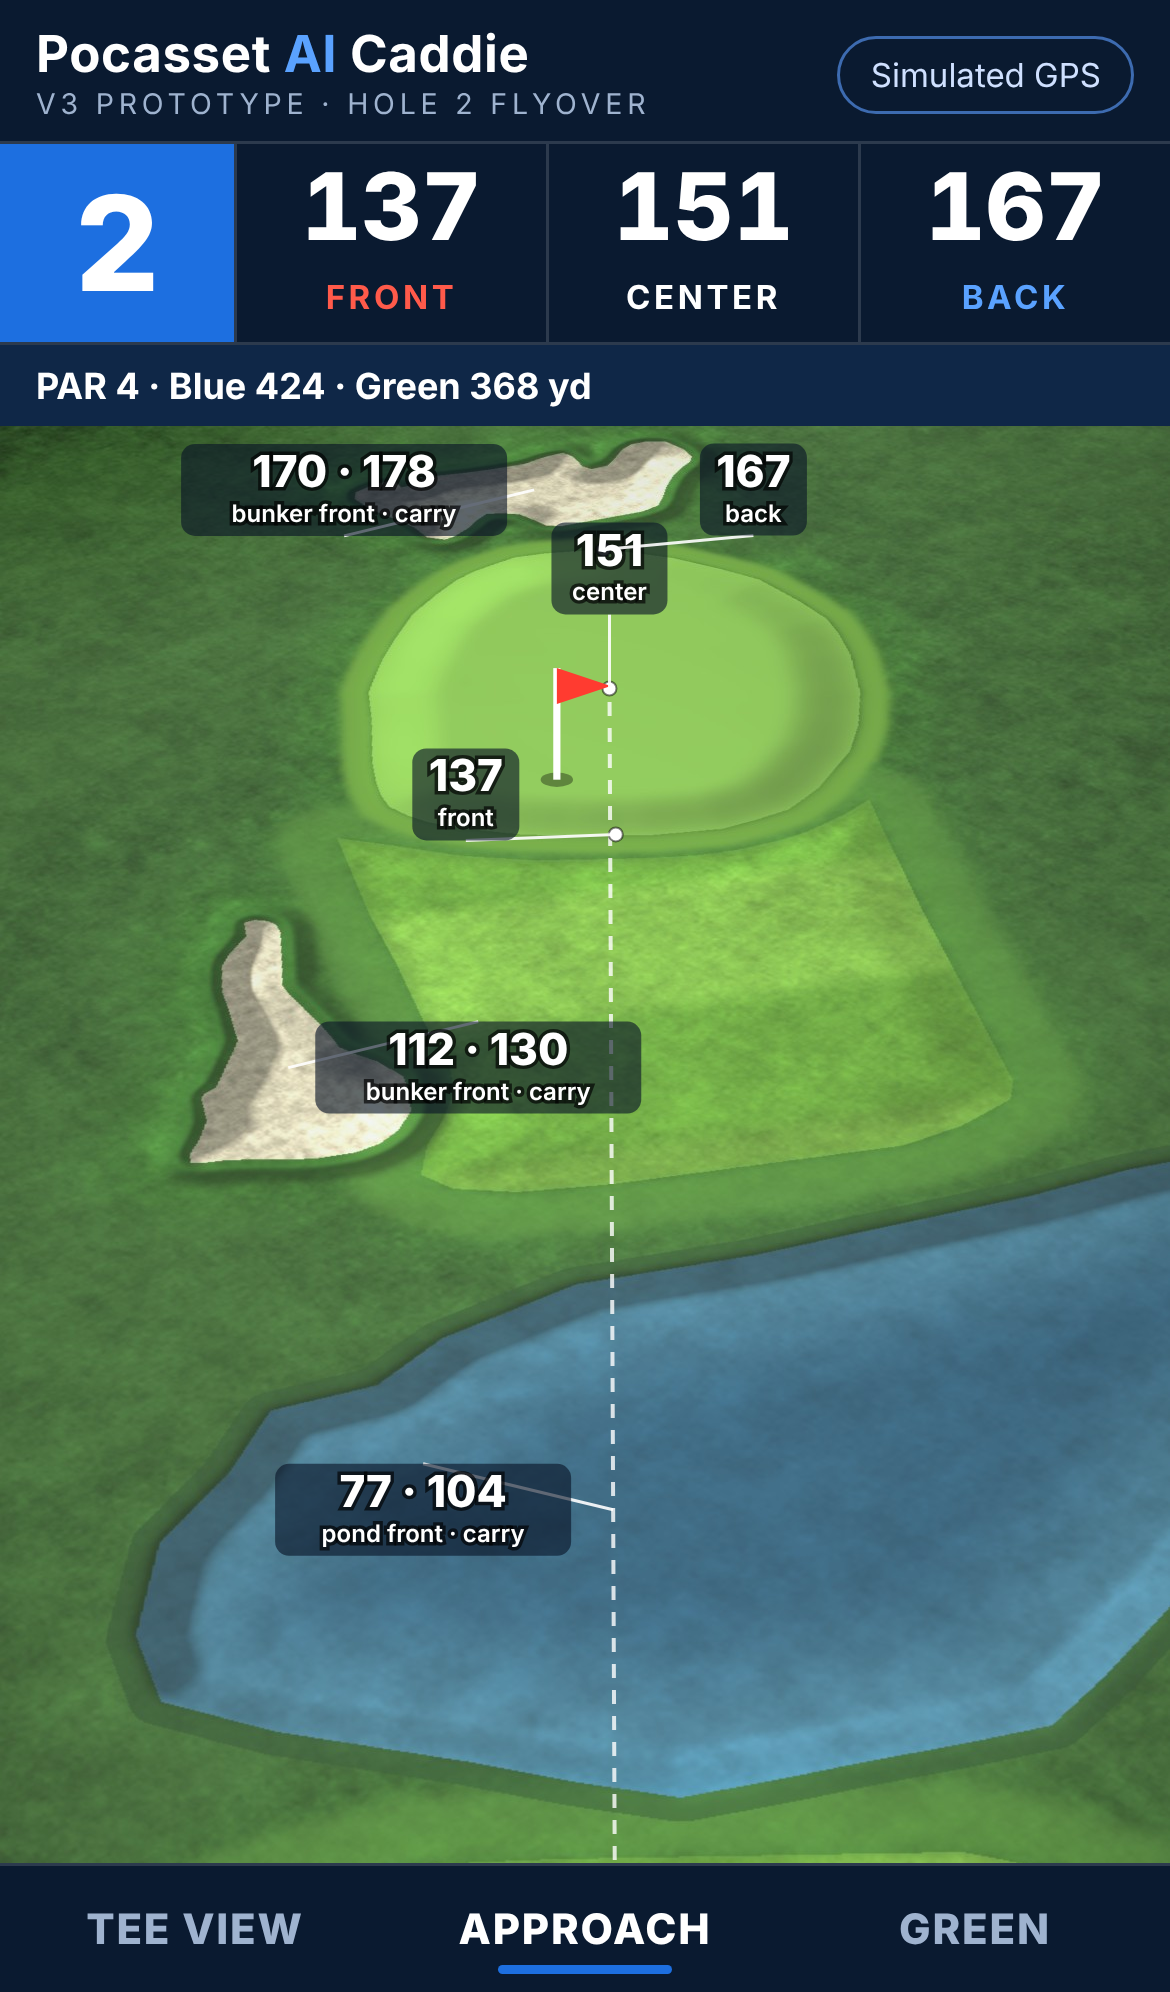 Pocasset AI Caddie
V3 PROTOTYPE · HOLE 2 FLYOVER
Simulated GPS
2
137
FRONT
151
CENTER
167
BACK
PAR 4 · Blue 424 · Green 368 yd
170 · 178
bunker front · carry
167
back
151
center
137
front
112 · 130
bunker front · carry
77 · 104
pond front · carry
TEE VIEW
APPROACH
GREEN